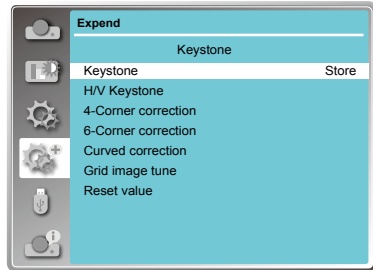 Expend
Keystone
Keystone Store
H/V Keystone
4-Corner correction
6-Corner correction
Curved correction
Grid image tune
Reset value